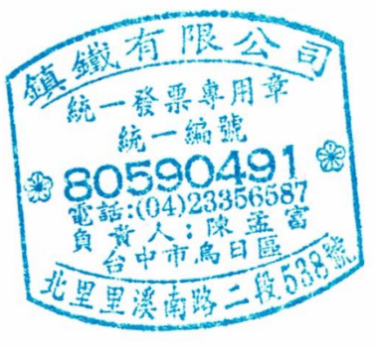 鎮鐵有限公司
統一發票專用章
統一編號
80590491
電話:(04)23356587
負責人:陳孟富
台中市烏日區
北里里溪南路二段538號